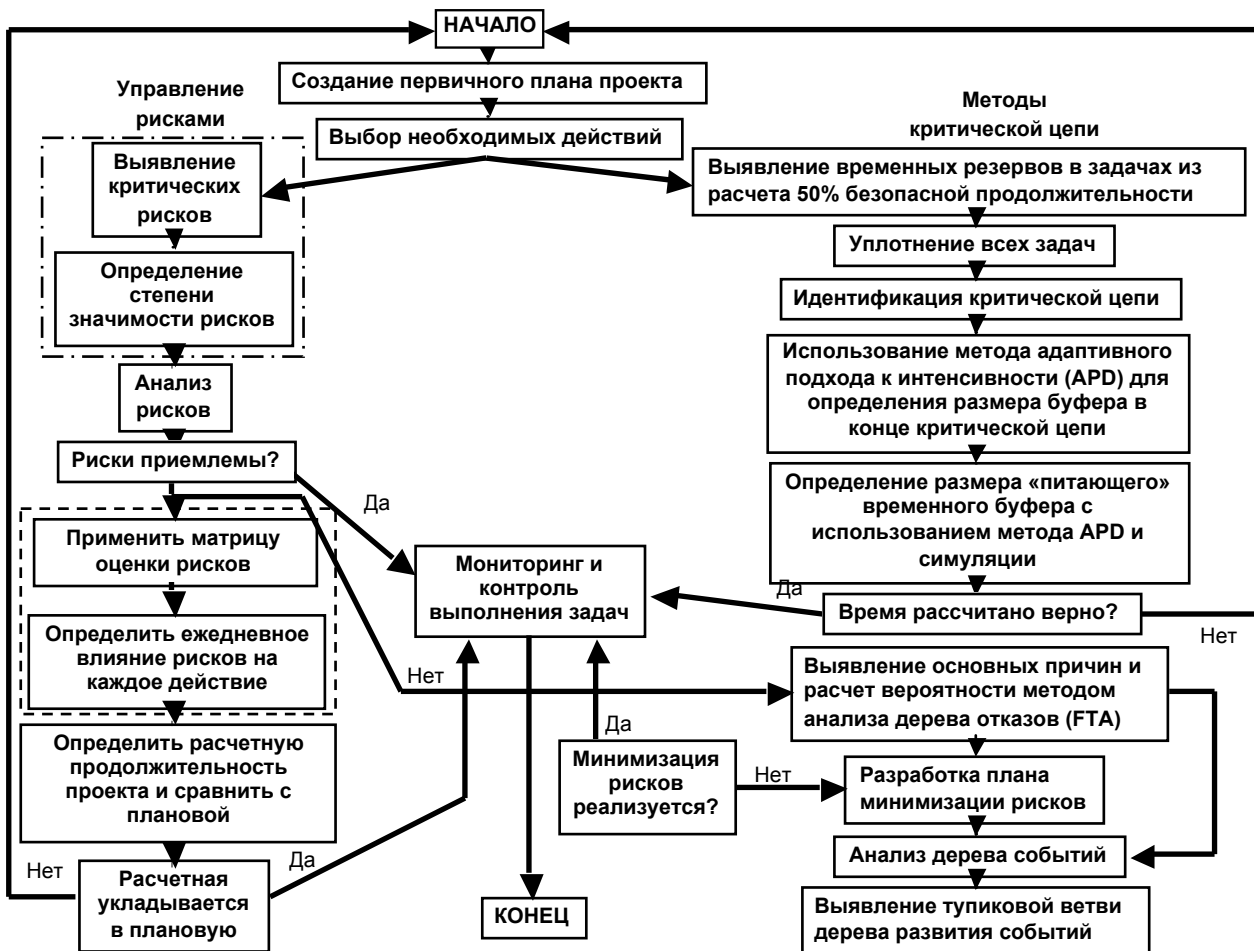 НАЧАЛО
Создание первичного плана проекта
Выбор необходимых действий
Управление
рисками
Выявление
критических
рисков
Определение
степени
значимости рисков
Анализ
рисков
Риски приемлемы?
Да
Применить матрицу
оценки рисков
Определить ежедневное
влияние рисков на
каждое действие
Определить расчетную
продолжительность
проекта и сравнить с
плановой
Нет
Да
Расчетная
укладывается
в плановую
Мониторинг и
контроль
выполнения задач
Нет
Да
Минимизация
рисков
реализуется?
Нет
КОНЕЦ
Методы
критической цепи
Выявление временных резервов в задачах из
расчета 50% безопасной продолжительности
Уплотнение всех задач
Идентификация критической цепи
Использование метода адаптивного
подхода к интенсивности (APD) для
определения размера буфера в
конце критической цепи
Определение размера «питающего»
временного буфера с
использованием метода APD и
симуляции
Да
Время рассчитано верно?
Нет
Выявление основных причин и
расчет вероятности методом
анализа дерева отказов (FTA)
Разработка плана
минимизации рисков
Анализ дерева событий
Выявление тупиковой ветви
дерева развития событий